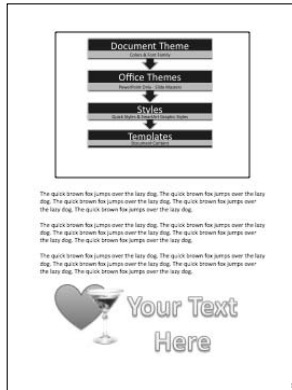 Document Theme
Colors & Font Family
Office Themes
PowerPoint Only - Slide Masters
Styles
Quick Styles & SmartArt Graphic Styles
Templates
Document Content
The quick brown fox jumps over the lazy dog. The quick brown fox jumps over the lazy
dog. The quick brown fox jumps over the lazy dog. The quick brown fox jumps over
the lazy dog. The quick brown fox jumps over the lazy dog.
The quick brown fox jumps over the lazy dog. The quick brown fox jumps over the lazy
dog. The quick brown fox jumps over the lazy dog. The quick brown fox jumps over
the lazy dog. The quick brown fox jumps over the lazy dog.
The quick brown fox jumps over the lazy dog. The quick brown fox jumps over the lazy
dog. The quick brown fox jumps over the lazy dog. The quick brown fox jumps over
the lazy dog. The quick brown fox jumps over the lazy dog.
Your Text
Here